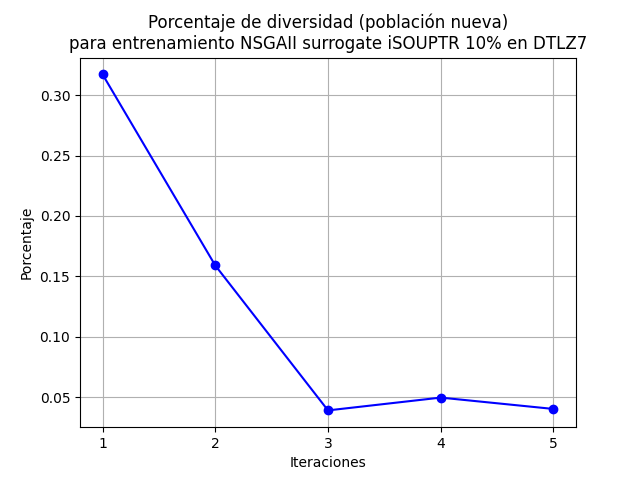 Porcentaje de diversidad (población nueva)
para entrenamiento NSGAII surrogate iSOUPTR 10% en DTLZ7
0.30
0.25
0.20
0.15
0.10
0.05
Porcentaje
1 2 3 4 5
Iteraciones